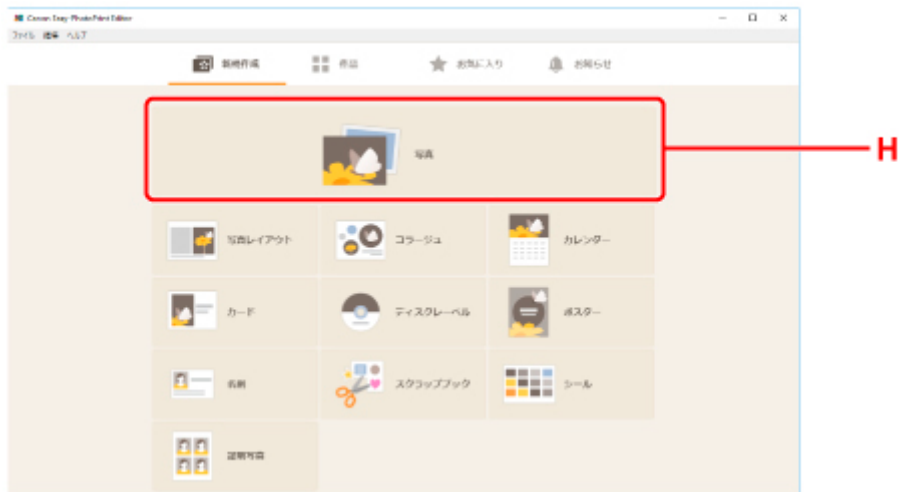 Canon Easy-PhotoPrint Editor
ファイル 編集 ヘルプ
新規作成 作品 お気に入り お知らせ
写真
H
写真レイアウト コラージュ カレンダー
カード ディスクレーベル ポスター
名刺 スクラップブック シール
証明写真